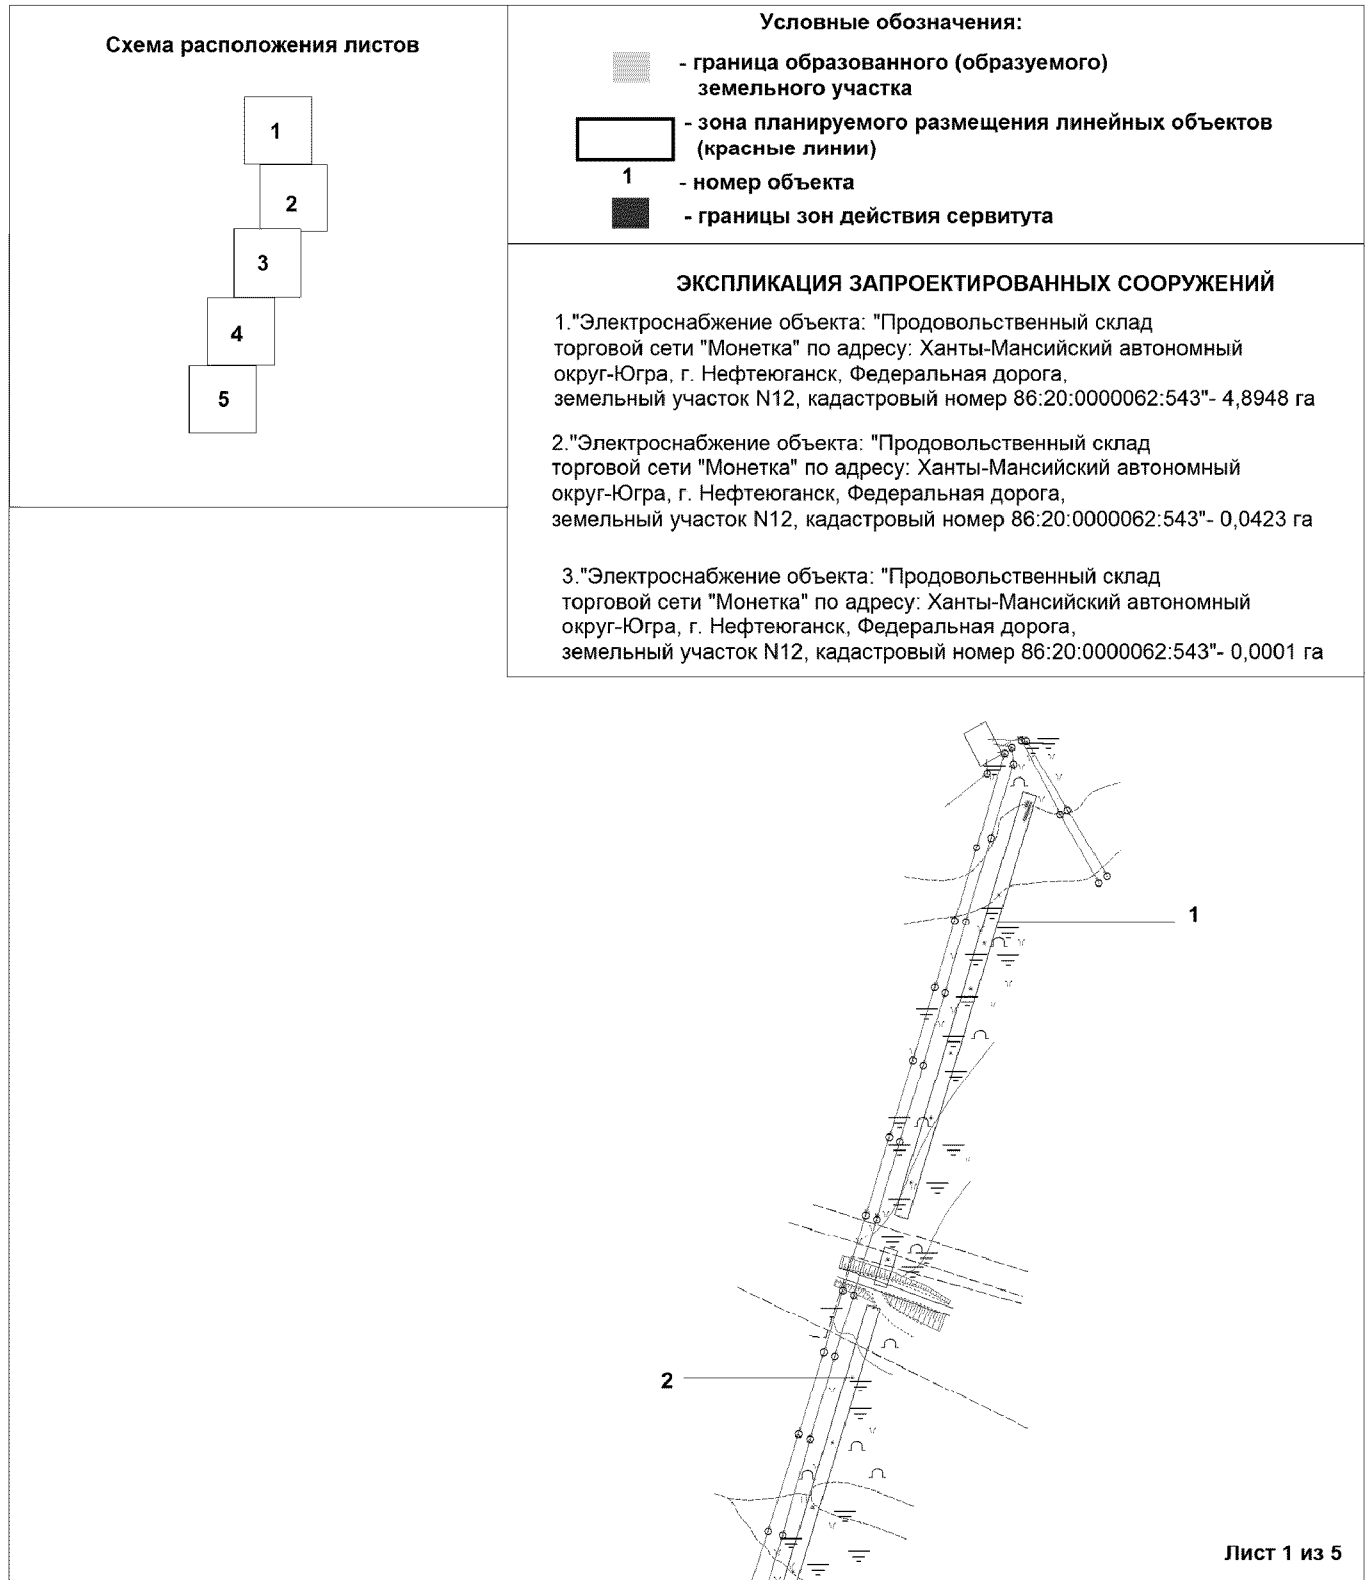 Схема расположения листов
1
2
3
4
5
Условные обозначения:
- граница образованного (образуемого)
земельного участка
- зона планируемого размещения линейных объектов
(красные линии)
1
- номер объекта
- границы зон действия сервитута
ЭКСПЛИКАЦИЯ ЗАПРОЕКТИРОВАННЫХ СООРУЖЕНИЙ
1."Электроснабжение объекта: "Продовольственный склад
торговой сети "Монетка" по адресу: Ханты-Мансийский автономный
округ-Югра, г. Нефтеюганск, Федеральная дорога,
земельный участок N12, кадастровый номер 86:20:0000062:543"- 4,8948 га
2."Электроснабжение объекта: "Продовольственный склад
торговой сети "Монетка" по адресу: Ханты-Мансийский автономный
округ-Югра, г. Нефтеюганск, Федеральная дорога,
земельный участок N12, кадастровый номер 86:20:0000062:543"- 0,0423 га
3."Электроснабжение объекта: "Продовольственный склад
торговой сети "Монетка" по адресу: Ханты-Мансийский автономный
округ-Югра, г. Нефтеюганск, Федеральная дорога,
земельный участок N12, кадастровый номер 86:20:0000062:543"- 0,0001 га
1
2
Лист 1 из 5